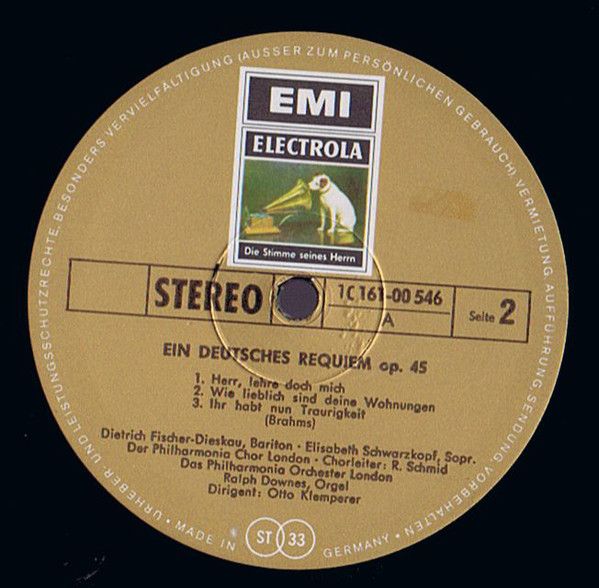 URHEBER- UND LEISTUNGSSCHUTZRECHTE, BESONDERS VERVIELFÄLTIGUNG (AUSSER ZUM PERSÖNLICHEN GEBRAUCH), VERMIETUNG, AUFFÜHRUNG, SENDUNG VORBEHALTEN
EMI
ELECTROLA
Die Stimme seines Herrn
STEREO
1C 161-00 546
A
Seite 2
EIN DEUTSCHES REQUIEM op. 45
1. Herr, lehre doch mich
2. Wie lieblich sind deine Wohnungen
3. Ihr habt nun Traurigkeit
(Brahms)
Dietrich Fischer-Dieskau, Bariton · Elisabeth Schwarzkopf, Sopr.
Der Philharmonia Chor London · Chorleiter: R. Schmid
Das Philharmonia Orchester London
Ralph Downes, Orgel
Dirigent: Otto Klemperer
· MADE IN GERMANY ·
ST 33